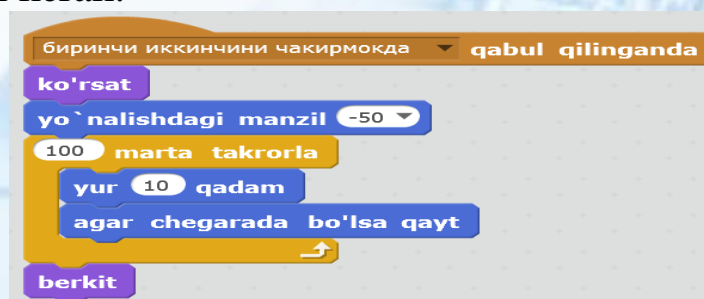 биринчи иккинчини чакирмокда qabul qilinganda
ko'rsat
yo`nalishdagi manzil -50
100 marta takrorla
yur 10 qadam
agar chegarada bo'lsa qayt
berkit